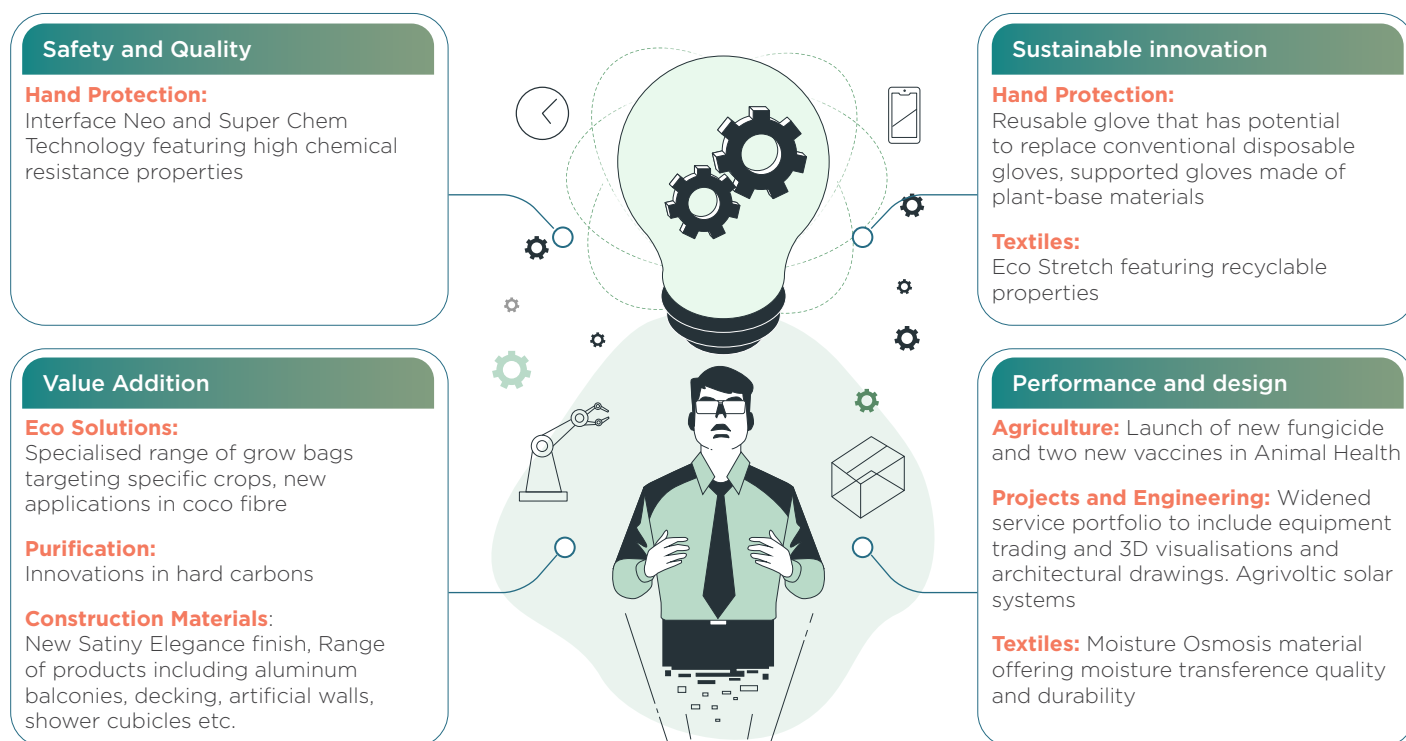 Safety and Quality
Hand Protection:
Interface Neo and Super Chem
Technology featuring high chemical
resistance properties
Sustainable innovation
Hand Protection:
Reusable glove that has potential
to replace conventional disposable
gloves, supported gloves made of
plant-base materials
Textiles:
Eco Stretch featuring recyclable
properties
Value Addition
Eco Solutions:
Specialised range of grow bags
targeting specific crops, new
applications in coco fibre
Purification:
Innovations in hard carbons
Construction Materials:
New Satiny Elegance finish, Range
of products including aluminum
balconies, decking, artificial walls,
shower cubicles etc.
Performance and design
Agriculture: Launch of new fungicide
and two new vaccines in Animal Health
Projects and Engineering: Widened
service portfolio to include equipment
trading and 3D visualisations and
architectural drawings. Agrivoltic solar
systems
Textiles: Moisture Osmosis material
offering moisture transference quality
and durability